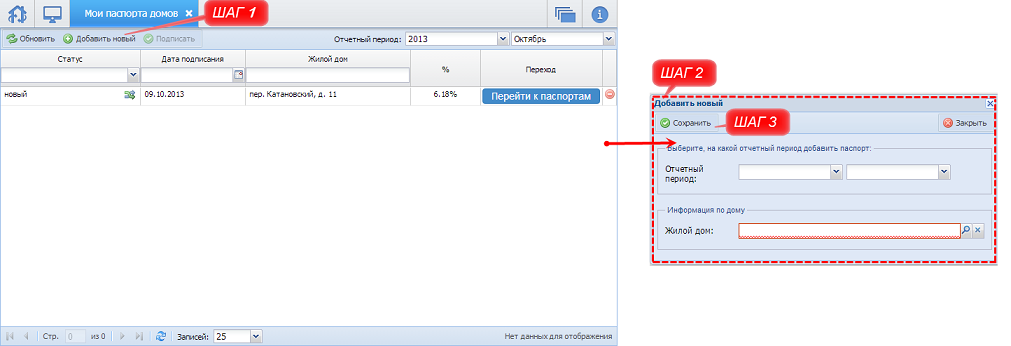 Мои паспорта домов
ШАГ 1
Обновить Добавить новый Подписать Отчетный период: 2013 Октябрь
Статус Дата подписания Жилой дом % Переход
новый 09.10.2013 пер. Катановский, д. 11 6.18% Перейти к паспортам
Стр. 0 из 0 Записей: 25 Нет данных для отображения
ШАГ 2
Добавить новый
Сохранить ШАГ 3 Закрыть
Выберите, на какой отчетный период добавить паспорт:
Отчетный
период:
Информация по дому
Жилой дом: